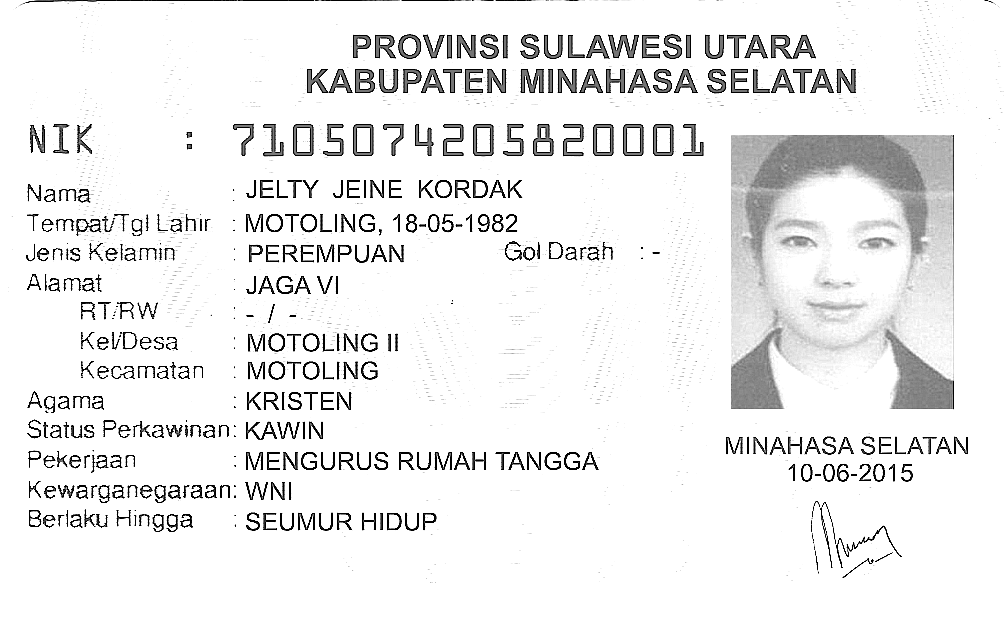 PROVINSI SULAWESI UTARA
KABUPATEN MINAHASA SELATAN
NIK : 7105074205820001
Nama : JELTY JEINE KORDAK
Tempat/Tgl Lahir : MOTOLING, 18-05-1982
Jenis Kelamin : PEREMPUAN Gol Darah : -
Alamat : JAGA VI
RT/RW : - / -
Kel/Desa : MOTOLING II
Kecamatan : MOTOLING
Agama : KRISTEN
Status Perkawinan: KAWIN
Pekerjaan : MENGURUS RUMAH TANGGA
Kewarganegaraan: WNI
Berlaku Hingga : SEUMUR HIDUP
MINAHASA SELATAN
10-06-2015